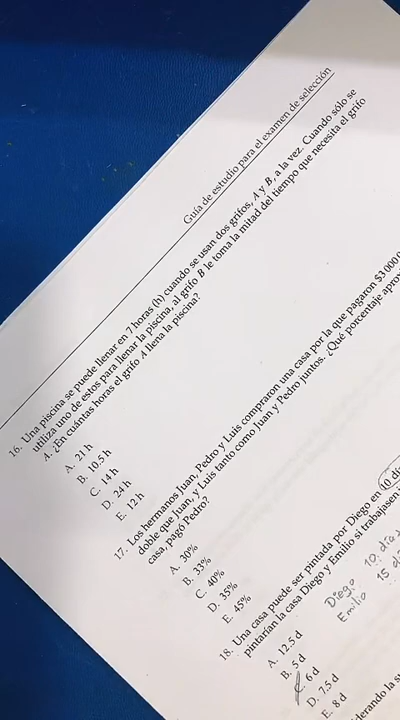 Guía de estudio para el examen de selección
16. Una piscina se puede llenar en 7 horas (h) cuando se usan dos grifos, A y B, a la vez. Cuando sólo se
utiliza uno de estos para llenar la piscina, al grifo B le toma la mitad del tiempo que necesita el grifo
A. ¿En cuántas horas el grifo A llena la piscina?
A. 21 h
B. 10.5 h
C. 14 h
D. 24 h
E. 12 h
17. Los hermanos Juan, Pedro y Luis compraron una casa por la que pagaron $3 000
doble que Juan, y Luis tanto como Juan y Pedro juntos. ¿Qué porcentaje
casa, pagó Pedro?
A. 30%
B. 33%
C. 40%
D. 35%
E. 45%
18. Una casa puede ser pintada por Diego en 10
pintarían la casa Diego y Emilio si trabajasen
Diego 10 día
Emilio 15
A. 12.5 d
B. 5 d
C. 6 d
D. 7.5 d
E. 8 d